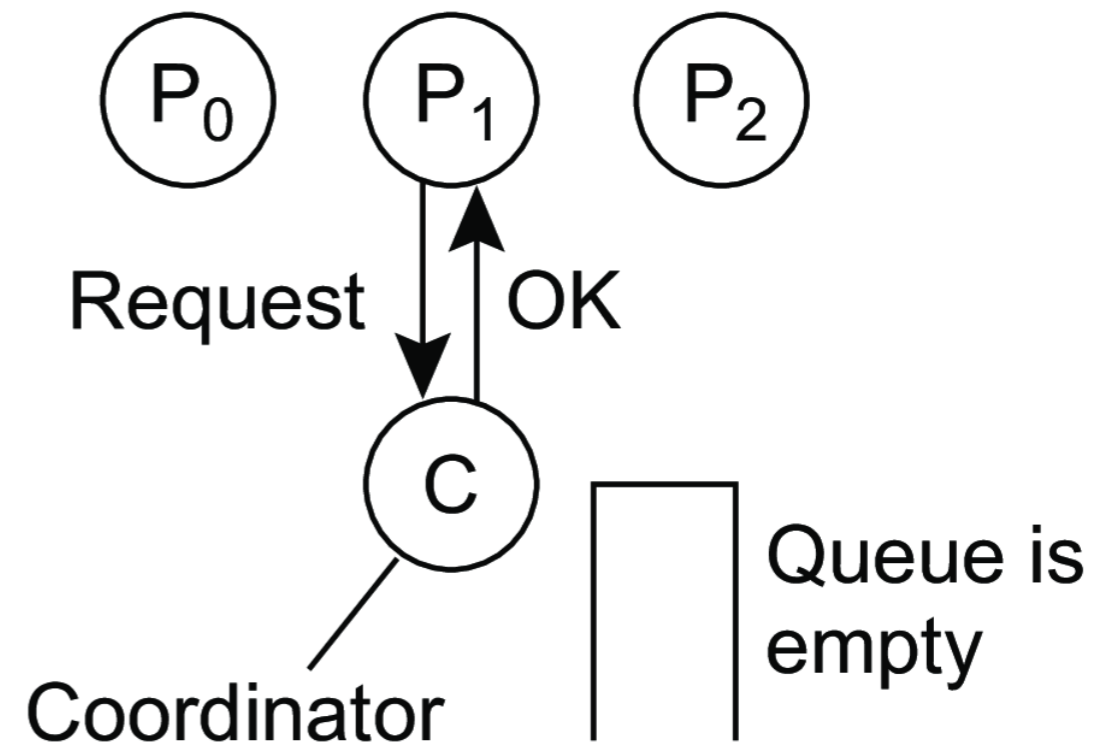 P₀ P₁ P₂
Request OK
C
Queue is
empty
Coordinator